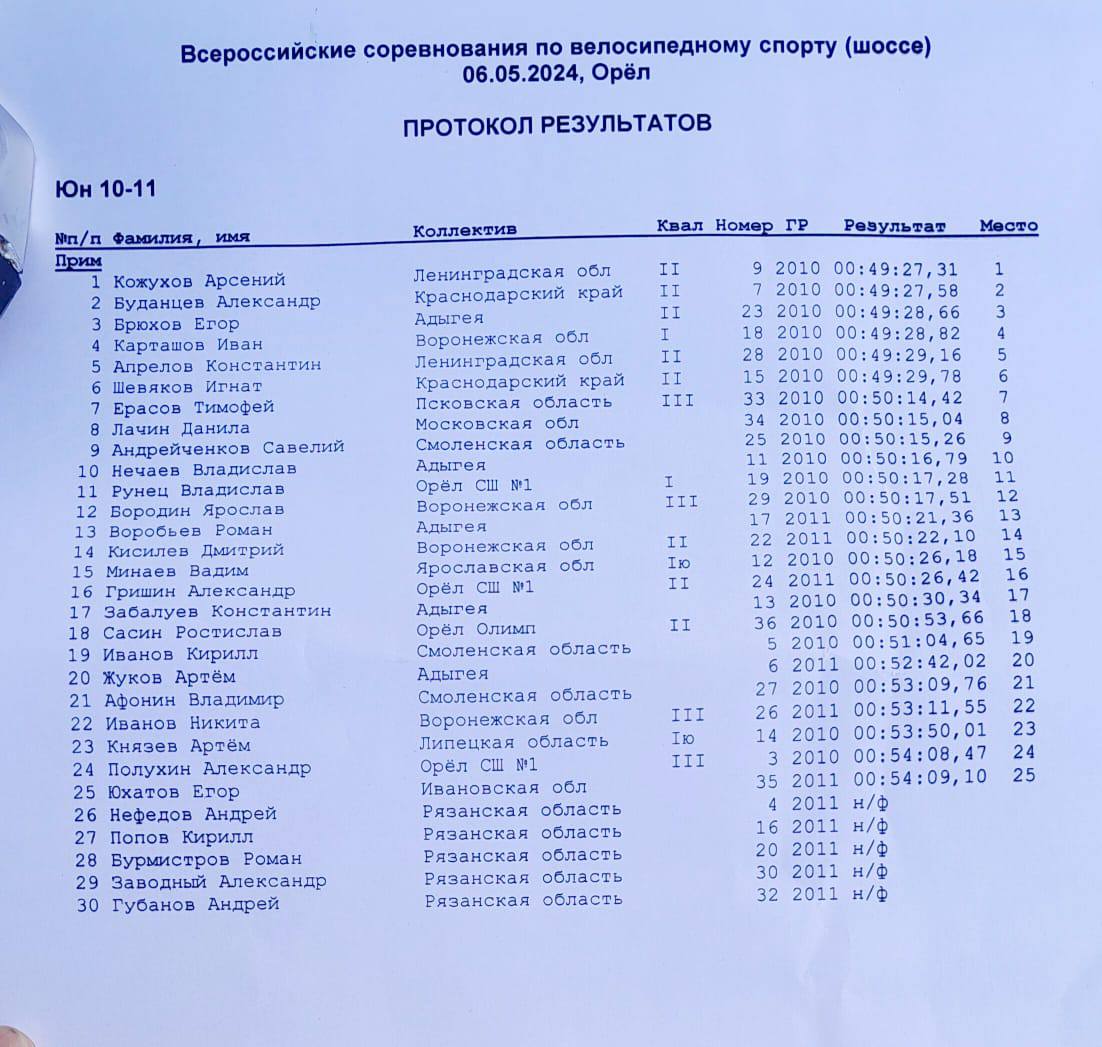 Всероссийские соревнования по велосипедному спорту (шоссе)
06.05.2024, Орёл
ПРОТОКОЛ РЕЗУЛЬТАТОВ
Юн 10-11
№п/п Фамилия, имя Коллектив Квал Номер ГР Результат Место
Прим
1 Кожухов Арсений Ленинградская обл II 9 2010 00:49:27,31 1
2 Буданцев Александр Краснодарский край II 7 2010 00:49:27,58 2
3 Брюхов Егор Адыгея II 23 2010 00:49:28,66 3
4 Карташов Иван Воронежская обл I 18 2010 00:49:28,82 4
5 Апрелов Константин Ленинградская обл II 28 2010 00:49:29,16 5
6 Шевяков Игнат Краснодарский край II 15 2010 00:49:29,78 6
7 Ерасов Тимофей Псковская область III 33 2010 00:50:14,42 7
8 Лачин Данила Московская обл 34 2010 00:50:15,04 8
9 Андрейченков Савелий Смоленская область 25 2010 00:50:15,26 9
10 Нечаев Владислав Адыгея 11 2010 00:50:16,79 10
11 Рунец Владислав Орёл СШ №1 I 19 2010 00:50:17,28 11
12 Бородин Ярослав Воронежская обл III 29 2010 00:50:17,51 12
13 Воробьев Роман Адыгея 17 2011 00:50:21,36 13
14 Кисилев Дмитрий Воронежская обл II 22 2011 00:50:22,10 14
15 Минаев Вадим Ярославская обл Iю 12 2010 00:50:26,18 15
16 Гришин Александр Орёл СШ №1 II 24 2011 00:50:26,42 16
17 Забалуев Константин Адыгея 13 2010 00:50:30,34 17
18 Сасин Ростислав Орёл Олимп II 36 2010 00:50:53,66 18
19 Иванов Кирилл Смоленская область 5 2010 00:51:04,65 19
20 Жуков Артём Адыгея 6 2011 00:52:42,02 20
21 Афонин Владимир Смоленская область 27 2010 00:53:09,76 21
22 Иванов Никита Воронежская обл III 26 2011 00:53:11,55 22
23 Князев Артём Липецкая область Iю 14 2010 00:53:50,01 23
24 Полухин Александр Орёл СШ №1 III 3 2010 00:54:08,47 24
25 Юхатов Егор Ивановская обл 35 2011 00:54:09,10 25
26 Нефедов Андрей Рязанская область 4 2011 н/ф
27 Попов Кирилл Рязанская область 16 2011 н/ф
28 Бурмистров Роман Рязанская область 20 2011 н/ф
29 Заводный Александр Рязанская область 30 2011 н/ф
30 Губанов Андрей Рязанская область 32 2011 н/ф